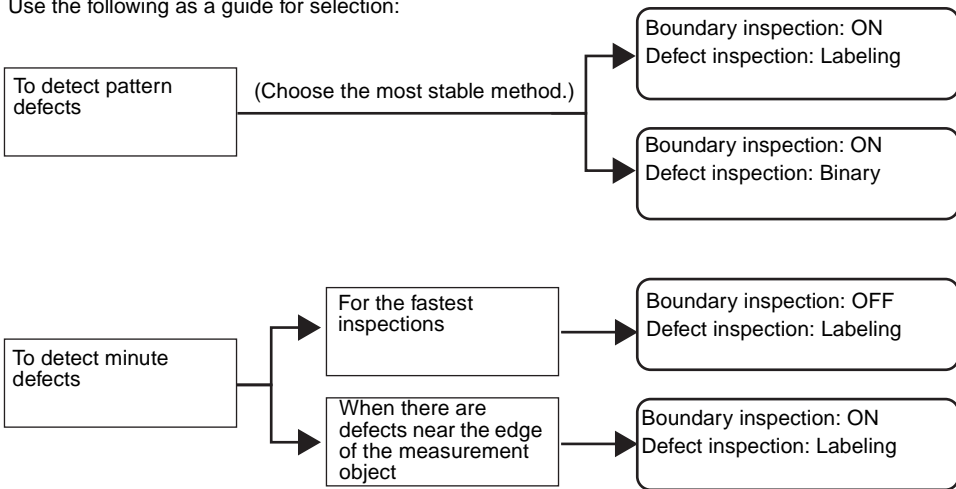 Use the following as a guide for selection:
To detect pattern
defects
(Choose the most stable method.)
Boundary inspection: ON
Defect inspection: Labeling
Boundary inspection: ON
Defect inspection: Binary
To detect minute
defects
For the fastest
inspections
Boundary inspection: OFF
Defect inspection: Labeling
When there are
defects near the edge
of the measurement
object
Boundary inspection: ON
Defect inspection: Labeling